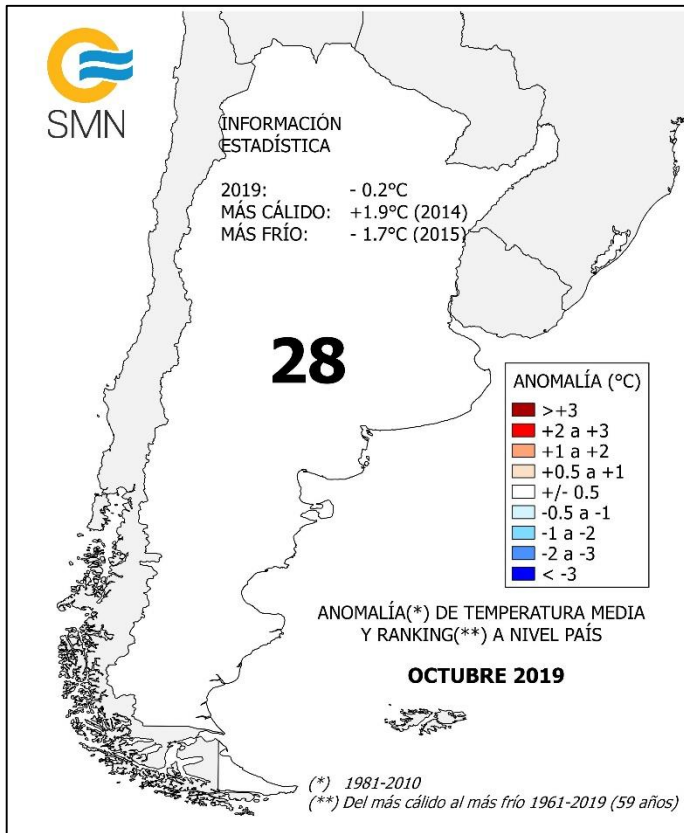 SMN
INFORMACIÓN
ESTADÍSTICA
2019: - 0.2°C
MÁS CÁLIDO: +1.9°C (2014)
MÁS FRÍO: - 1.7°C (2015)
28
ANOMALÍA (°C)
>+3
+2 a +3
+1 a +2
+0.5 a +1
+/- 0.5
-0.5 a -1
-1 a -2
-2 a -3
< -3
ANOMALÍA(*) DE TEMPERATURA MEDIA
Y RANKING(**) A NIVEL PAÍS
OCTUBRE 2019
(*) 1981-2010
(**) Del más cálido al más frío 1961-2019 (59 años)